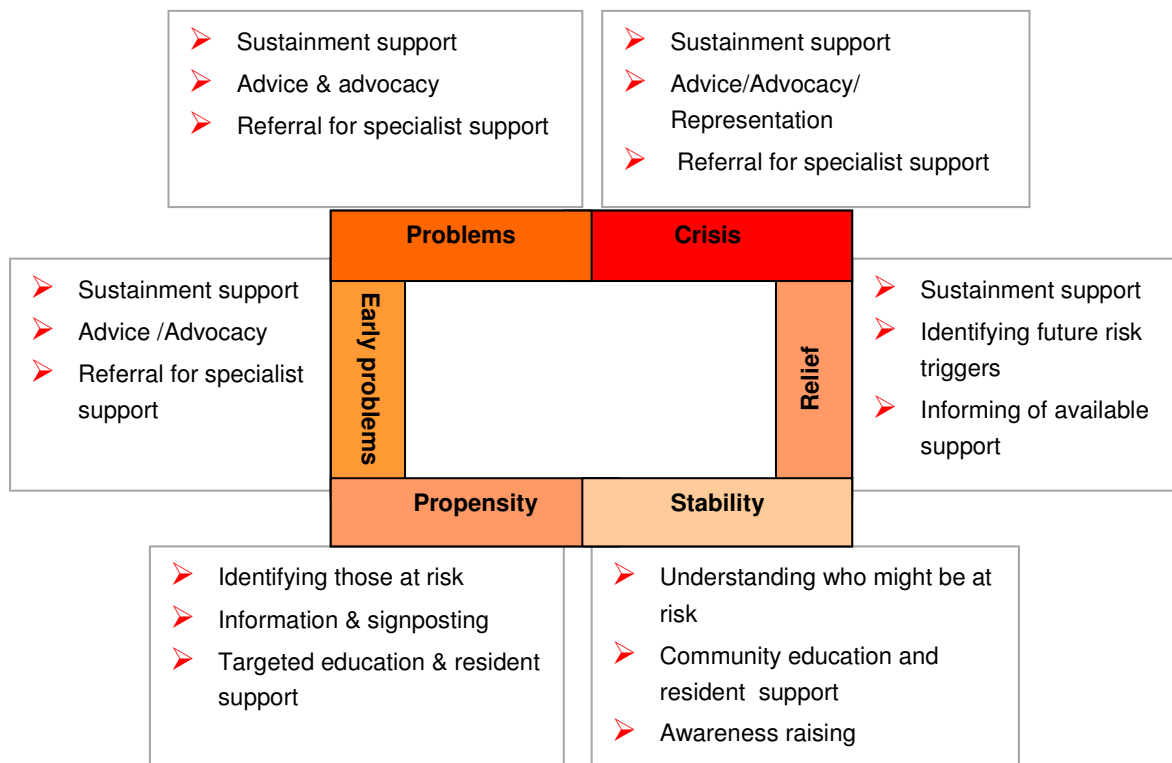 Sustainment support
Advice & advocacy
Referral for specialist support
Sustainment support
Advice/Advocacy/
Representation
Referral for specialist support
Problems
Crisis
Sustainment support
Advice /Advocacy
Referral for specialist
support
Early problems
Relief
Sustainment support
Identifying future risk
triggers
Informing of available
support
Propensity
Stability
Identifying those at risk
Information & signposting
Targeted education & resident
support
Understanding who might be at
risk
Community education and
resident support
Awareness raising